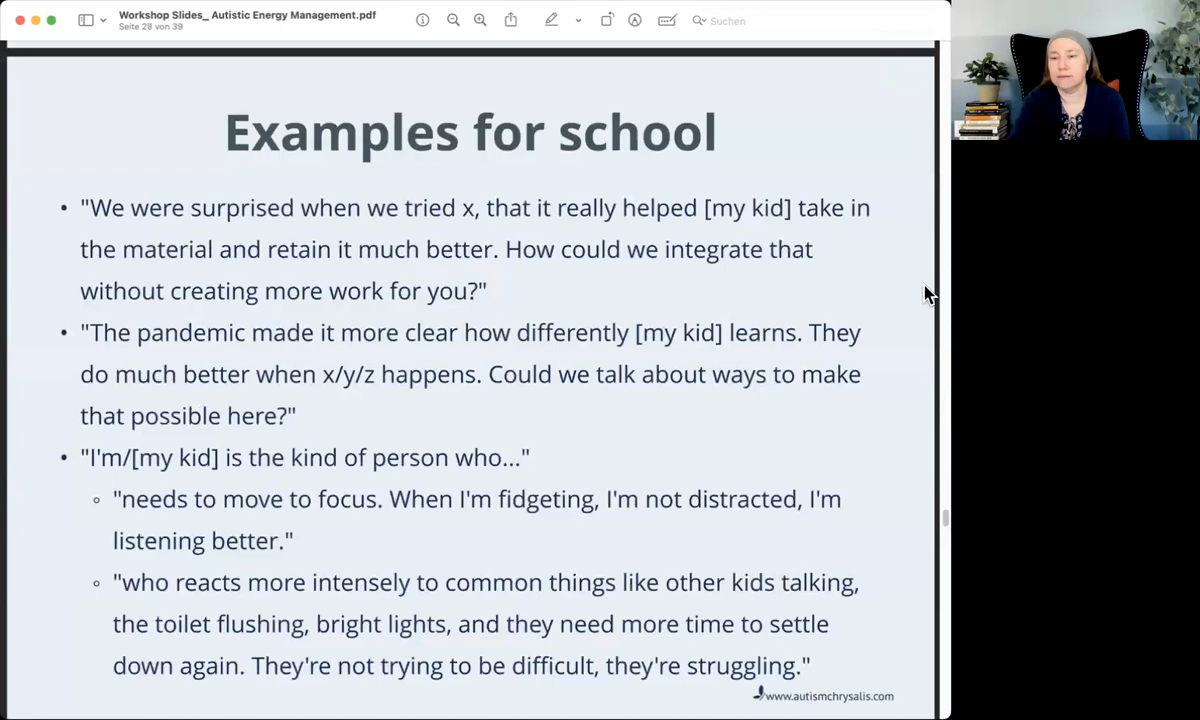 Workshop Slides_ Autistic Energy Management.pdf
Seite 28 von 39
Suchen
Examples for school
• "We were surprised when we tried x, that it really helped [my kid] take in
the material and retain it much better. How could we integrate that
without creating more work for you?"
• "The pandemic made it more clear how differently [my kid] learns. They
do much better when x/y/z happens. Could we talk about ways to make
that possible here?"
• "I'm/[my kid] is the kind of person who..."
◦ "needs to move to focus. When I'm fidgeting, I'm not distracted, I'm
listening better."
◦ "who reacts more intensely to common things like other kids talking,
the toilet flushing, bright lights, and they need more time to settle
down again. They're not trying to be difficult, they're struggling."
www.autismchrysalis.com